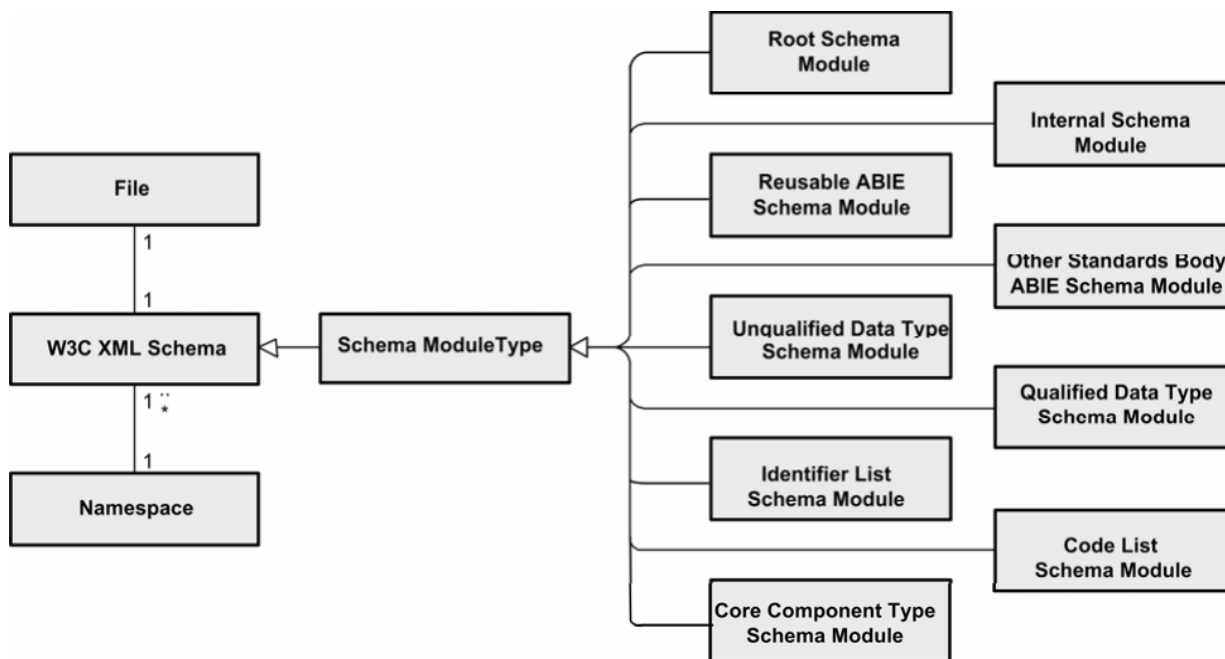 Root Schema
Module
Internal Schema
Module
File
Reusable ABIE
Schema Module
1
Other Standards Body
ABIE Schema Module
1
W3C XML Schema
Schema ModuleType
Unqualified Data Type
Schema Module
1 ..
*
Qualified Data Type
Schema Module
1
Identifier List
Schema Module
Namespace
Code List
Schema Module
Core Component Type
Schema Module